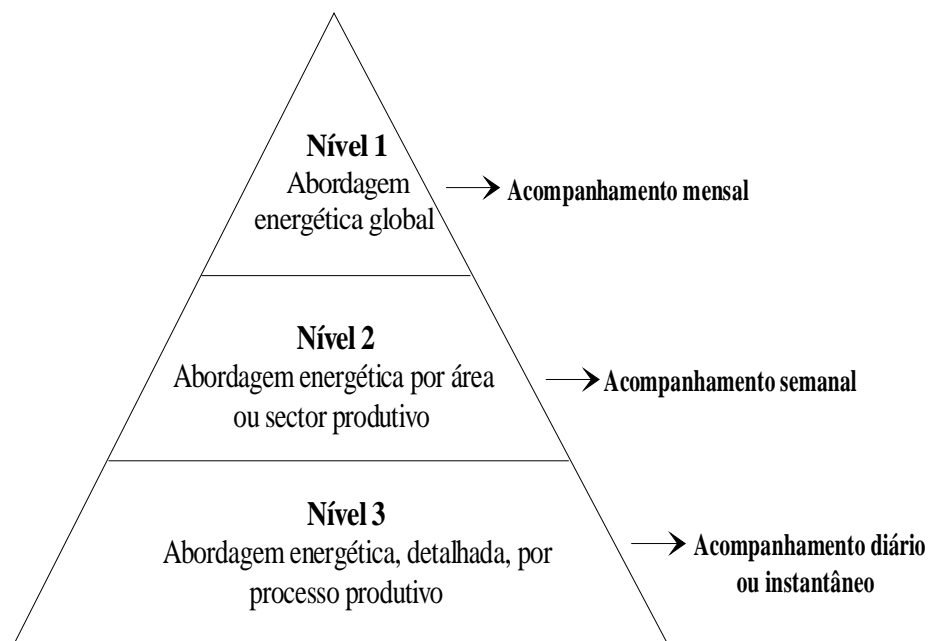 Nível 1
Abordagem
energética global
Acompanhamento mensal
Nível 2
Abordagem energética por área
ou sector produtivo
Acompanhamento semanal
Nível 3
Abordagem energética, detalhada, por
processo produtivo
Acompanhamento diário
ou instantâneo